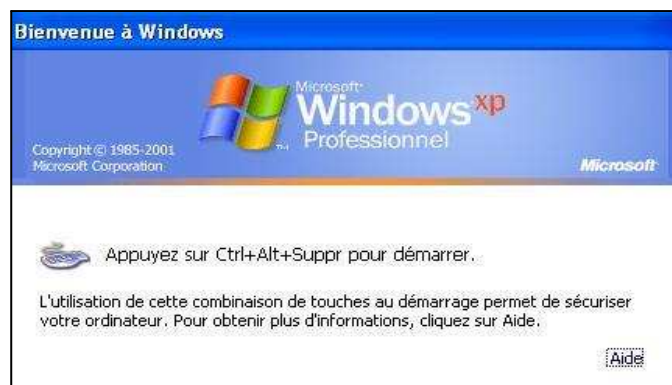 Bienvenue à Windows
Microsoft®
Windows xp
Professionnel
Copyright © 1985-2001
Microsoft Corporation
Microsoft
Appuyez sur Ctrl+Alt+Suppr pour démarrer.
L'utilisation de cette combinaison de touches au démarrage permet de sécuriser
votre ordinateur. Pour obtenir plus d'informations, cliquez sur Aide.
Aide